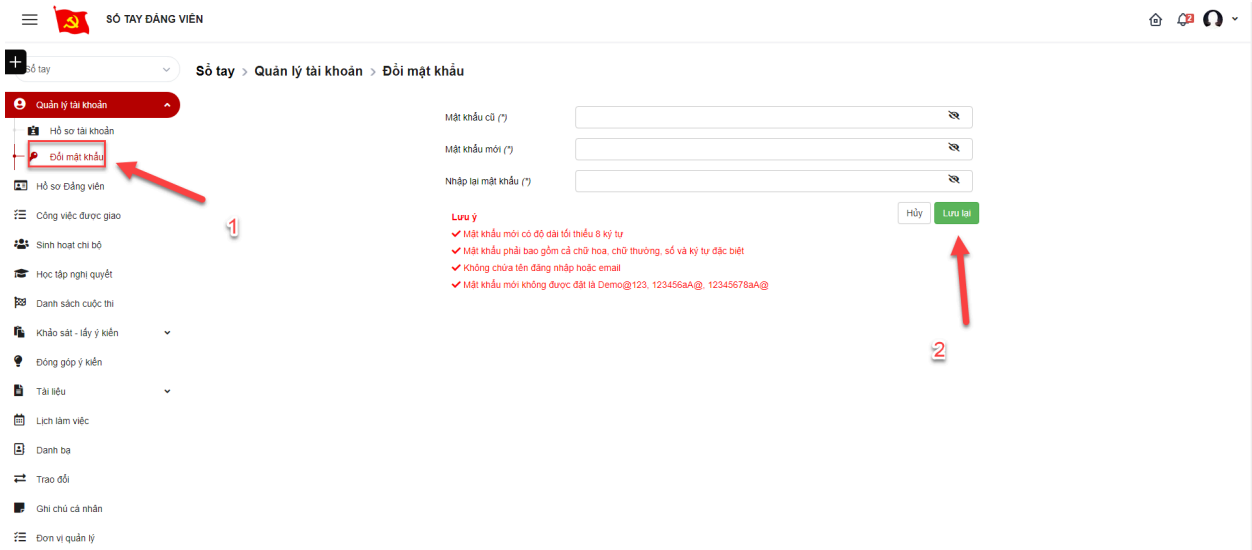 SỔ TAY ĐẢNG VIÊN
2
Sổ tay
Sổ tay > Quản lý tài khoản > Đổi mật khẩu
Quản lý tài khoản
Hồ sơ tài khoản
Đổi mật khẩu
Hồ sơ Đảng viên
Công việc được giao
Sinh hoạt chi bộ
Học tập nghị quyết
Danh sách cuộc thi
Khảo sát - lấy ý kiến
Đóng góp ý kiến
Tài liệu
Lịch làm việc
Danh bạ
Trao đổi
Ghi chú cá nhân
Đơn vị quản lý
1
Mật khẩu cũ (*)
Mật khẩu mới (*)
Nhập lại mật khẩu (*)
Hủy
Lưu lại
Lưu ý
Mật khẩu mới có độ dài tối thiểu 8 ký tự
Mật khẩu phải bao gồm cả chữ hoa, chữ thường, số và ký tự đặc biệt
Không chứa tên đăng nhập hoặc email
Mật khẩu mới không được đặt là Demo@123, 123456aA@, 12345678aA@
2